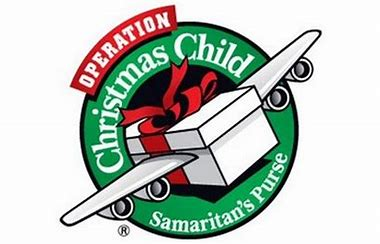 OPERATION
Christmas Child
Samaritan's Purse
®